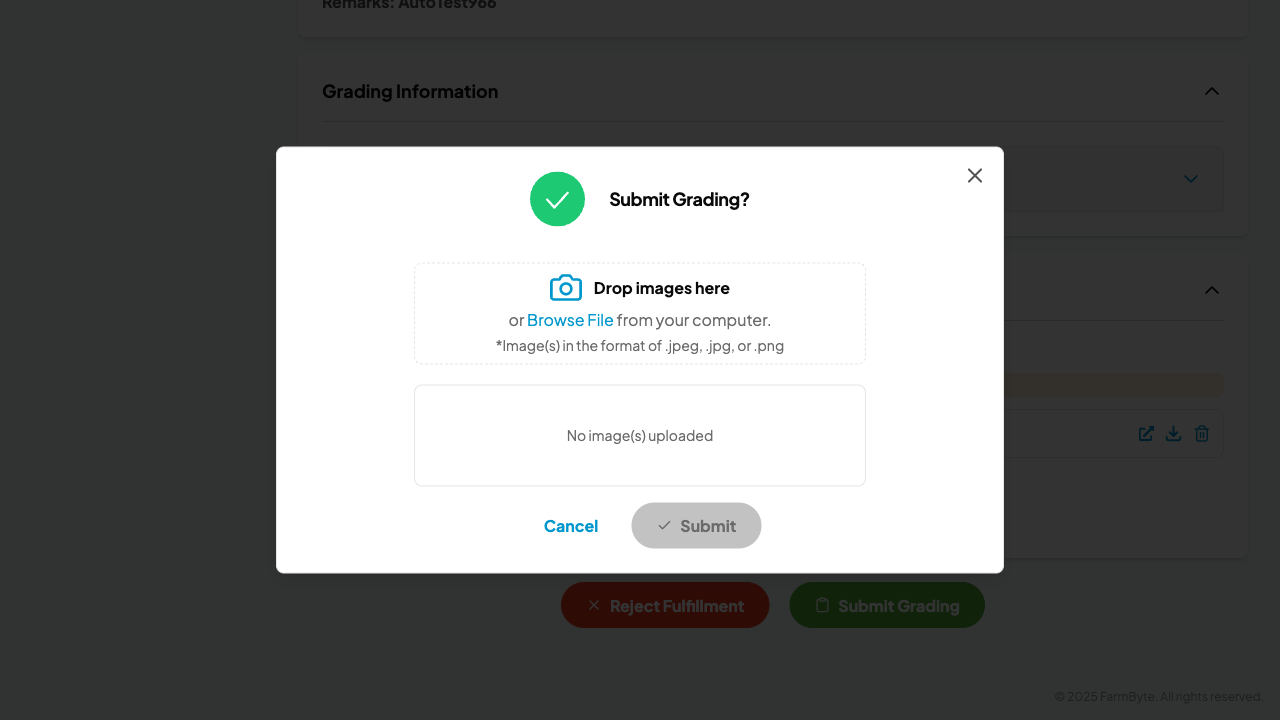 Remarks: AutoTest966
Grading Information
Submit Grading?
Drop images here
or Browse File from your computer.
*Image(s) in the format of .jpeg, .jpg, or .png
No image(s) uploaded
Cancel
Submit
Reject Fulfillment
Submit Grading
© 2025 FarmByte. All rights reserved.